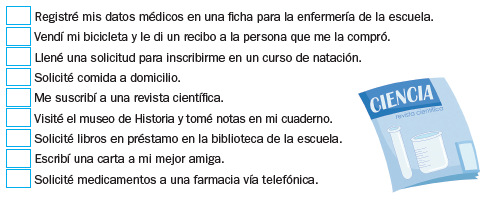 Registré mis datos médicos en una ficha para la enfermería de la escuela.
Vendí mi bicicleta y le di un recibo a la persona que me la compró.
Llené una solicitud para inscribirme en un curso de natación.
Solicité comida a domicilio.
Me suscribí a una revista científica.
Visité el museo de Historia y tomé notas en mi cuaderno.
Solicité libros en préstamo en la biblioteca de la escuela.
Escribí una carta a mi mejor amiga.
Solicité medicamentos a una farmacia vía telefónica.
CIENCIA
revista científica